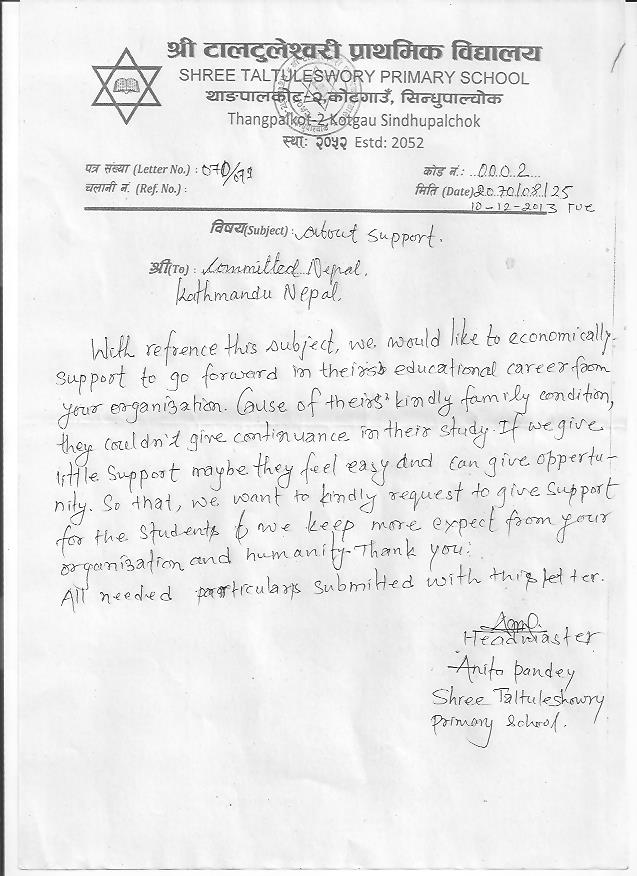 श्री टालटुलेश्वरी प्राथमिक विद्यालय
SHREE TALTULESWORY PRIMARY SCHOOL
थाङपालकोट-२, कोटगाउँ, सिन्धुपाल्चोक
Thangpalkot-2, Kotgau Sindhupalchok
स्था: २०५२ Estd: 2052
पत्र संख्या (Letter No.) : 070/071
कोड नं.: 0002
चलानी नं. (Ref. No.) :
मिति (Date) 2070/08/25
10-12-2013 TUE
विषय(Subject) : About Support.
श्री(To) : Committed Nepal,
Kathmandu Nepal.
With refrence this subject, we would like to economically
support to go forward in theirs educational career from
your organization. Cause of theirs' kindly family condition,
they couldn't give continuance in their study. If we give
little support maybe they feel easy and can give oppertu-
nity. So that, we want to kindly request to give support
for the students & we keep more expect from your
organization and humanity. Thank you.
All needed particulars submitted with this letter.
Headmaster
Anita Pandey
Shree Taltuleshowry
Primary School.